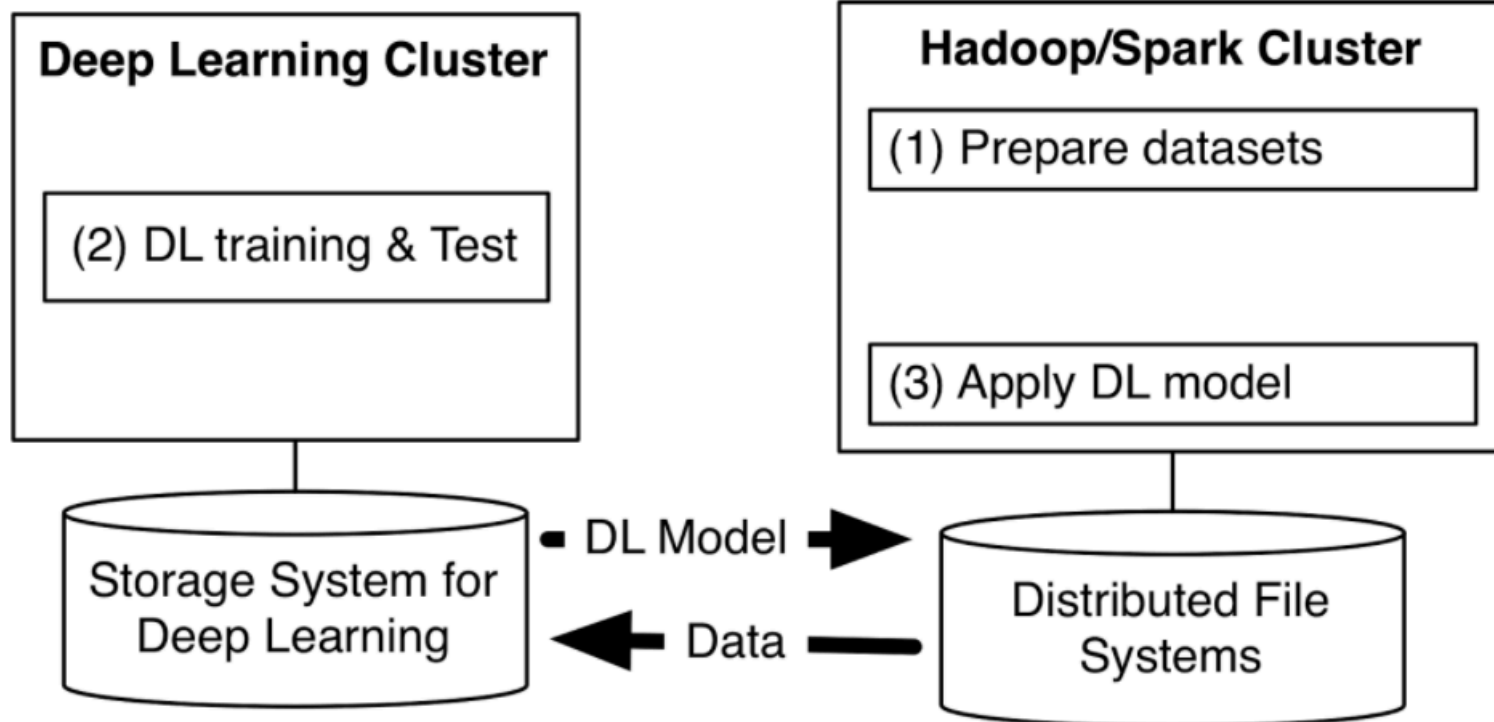 Deep Learning Cluster
(2) DL training & Test
Hadoop/Spark Cluster
(1) Prepare datasets
(3) Apply DL model
Storage System for
Deep Learning
DL Model
Data
Distributed File
Systems